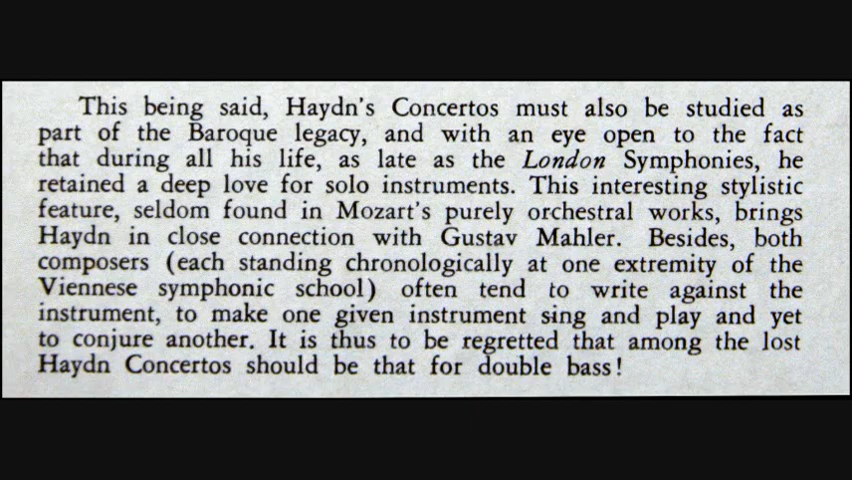 This being said, Haydn's Concertos must also be studied as
part of the Baroque legacy, and with an eye open to the fact
that during all his life, as late as the London Symphonies, he
retained a deep love for solo instruments. This interesting stylistic
feature, seldom found in Mozart's purely orchestral works, brings
Haydn in close connection with Gustav Mahler. Besides, both
composers (each standing chronologically at one extremity of the
Viennese symphonic school) often tend to write against the
instrument, to make one given instrument sing and play and yet
to conjure another. It is thus to be regretted that among the lost
Haydn Concertos should be that for double bass!